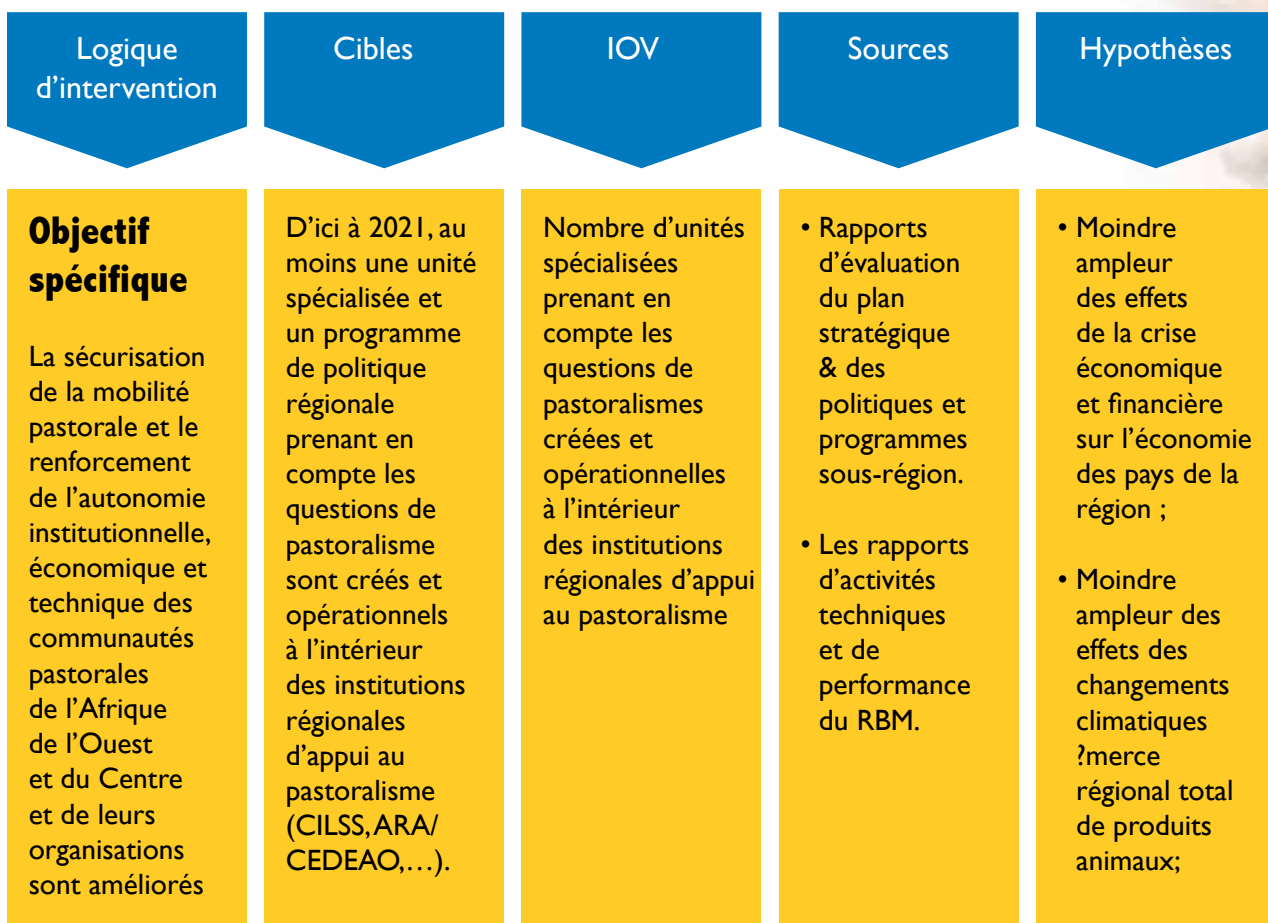 Logique
d'intervention
Cibles
IOV
Sources
Hypothèses
Objectif
spécifique
La sécurisation
de la mobilité
pastorale et le
renforcement
de l'autonomie
institutionnelle,
économique et
technique des
communautés
pastorales
de l'Afrique
de l'Ouest
et du Centre
et de leurs
organisations
sont améliorés
D'ici à 2021, au
moins une unité
spécialisée et
un programme
de politique
régionale
prenant en
compte les
questions de
pastoralisme
sont créés et
opérationnels
à l'intérieur
des institutions
régionales
d'appui au
pastoralisme
(CILSS, ARA/
CEDEAO,…).
Nombre d'unités
spécialisées
prenant en
compte les
questions de
pastoralismes
créées et
opérationnelles
à l'intérieur
des institutions
régionales d'appui
au pastoralisme
• Rapports
d'évaluation
du plan
stratégique
& des
politiques et
programmes
sous-région.
• Les rapports
d'activités
techniques
et de
performance
du RBM.
• Moindre
ampleur
des effets
de la crise
économique
et financière
sur l'économie
des pays de la
région ;
• Moindre
ampleur des
effets des
changements
climatiques
?merce
régional total
de produits
animaux;